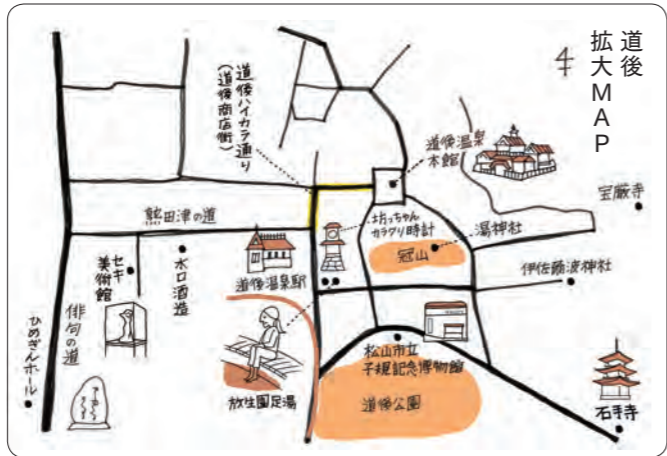 道後
拡大MAP
道後ハイカラ通り
(道後商店街)
道後温泉
本館
宝厳寺
熟田津の道
坊っちゃん
カラクリ時計
湯神社
冠山
セキ
美術館
水口酒造
道後温泉駅
伊佐爾波神社
俳句の道
ひめぎんホール
放生園足湯
松山市立
子規記念博物館
道後公園
石手寺